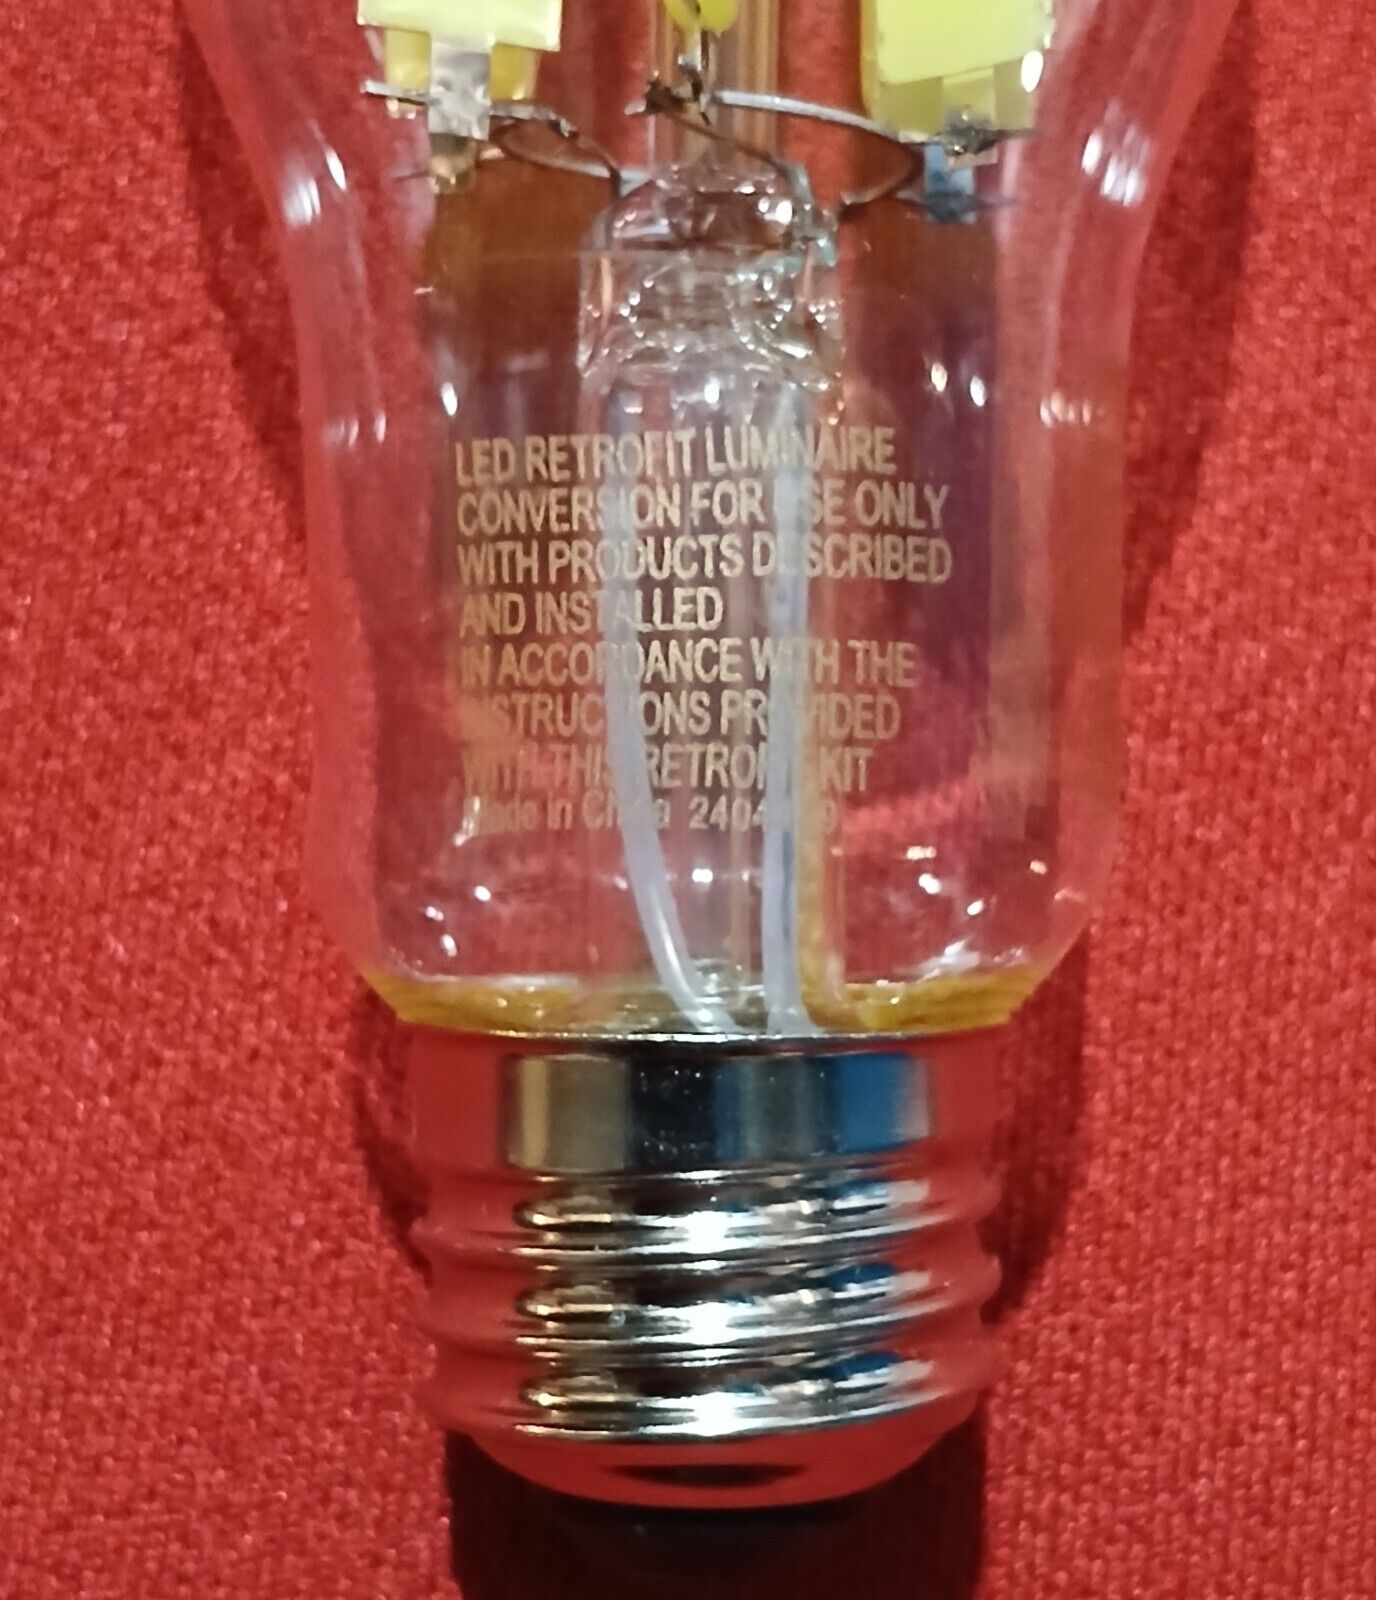 LED RETROFIT LUMINAIRE
CONVERSION FOR USE ONLY
WITH PRODUCTS DESCRIBED
AND INSTALLED
IN ACCORDANCE WITH THE
INSTRUCTIONS PROVIDED
WITH THIS RETROFIT KIT
Made in China